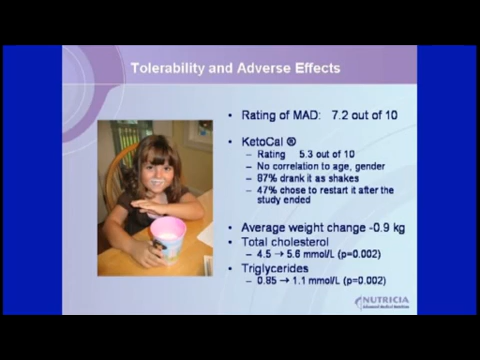 Tolerability and Adverse Effects
• Rating of MAD: 7.2 out of 10
• KetoCal ®
– Rating 5.3 out of 10
– No correlation to age, gender
– 87% drank it as shakes
– 47% chose to restart it after the
study ended
• Average weight change -0.9 kg
• Total cholesterol
– 4.5 → 5.6 mmol/L (p=0.002)
• Triglycerides
– 0.85 → 1.1 mmol/L (p=0.002)
NUTRICIA
Advanced Medical Nutrition